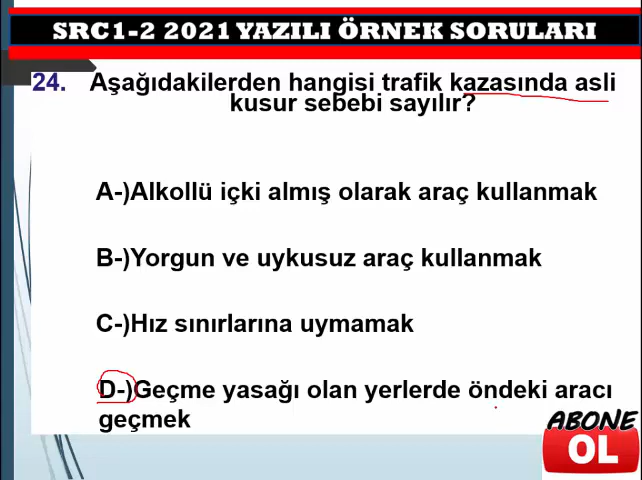 SRC1-2 2021 YAZILI ÖRNEK SORULARI
24. Aşağıdakilerden hangisi trafik kazasında asli
kusur sebebi sayılır?
A-)Alkollü içki almış olarak araç kullanmak
B-)Yorgun ve uykusuz araç kullanmak
C-)Hız sınırlarına uymamak
D-)Geçme yasağı olan yerlerde öndeki aracı
geçmek
ABONE
OL